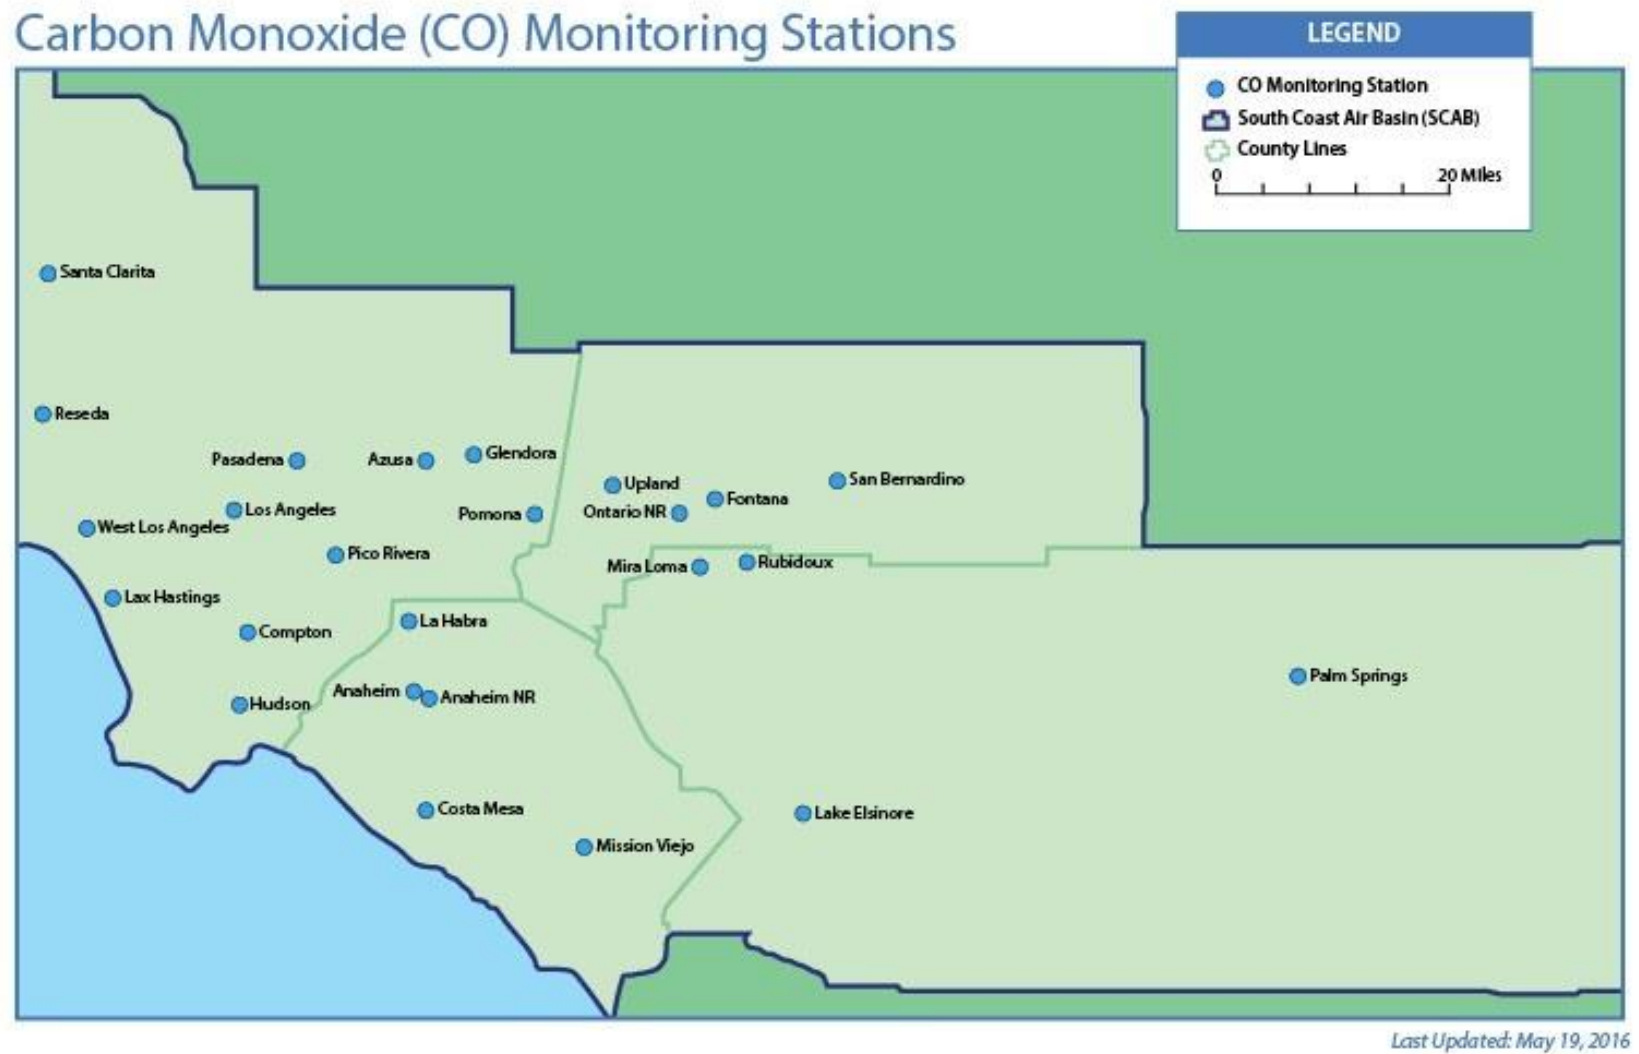 Carbon Monoxide (CO) Monitoring Stations
LEGEND
CO Monitoring Station
South Coast Air Basin (SCAB)
County Lines
0 20 Miles
Santa Clarita
Reseda
Pasadena
Azusa
Glendora
Upland
San Bernardino
Fontana
Los Angeles
Pomona
Ontario NR
West Los Angeles
Pico Rivera
Mira Loma
Rubidoux
Lax Hastings
La Habra
Compton
Palm Springs
Anaheim
Anaheim NR
Hudson
Costa Mesa
Lake Elsinore
Mission Viejo
Last Updated: May 19, 2016